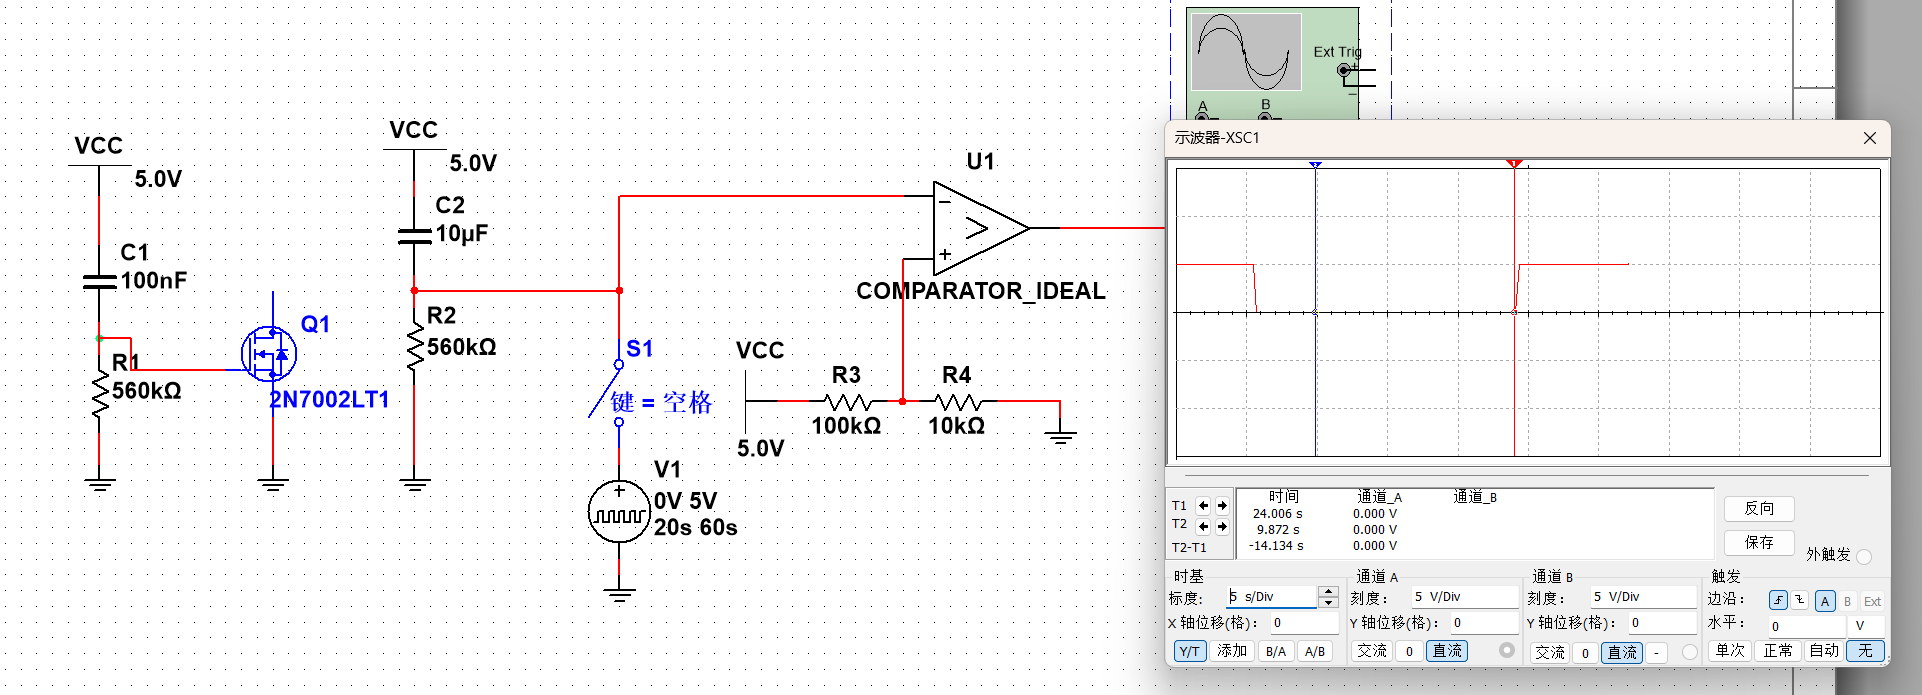 VCC
5.0V
C1
100nF
R1
560kΩ
Q1
2N7002LT1
VCC
5.0V
C2
10µF
R2
560kΩ
S1
键 = 空格
V1
0V 5V
20s 60s
VCC
5.0V
R3
100kΩ
R4
10kΩ
U1
COMPARATOR_IDEAL
Ext Trig
A
B
示波器-XSC1
T1
T2
T2-T1
时间 通道_A 通道_B
24.006 s 0.000 V
9.872 s 0.000 V
-14.134 s 0.000 V
反向
保存
外触发
时基
标度: 5 s/Div
X 轴位移(格): 0
Y/T 添加 B/A A/B
通道 A
刻度: 5 V/Div
Y 轴位移(格): 0
交流 0 直流
通道 B
刻度: 5 V/Div
Y 轴位移(格): 0
交流 0 直流 -
触发
边沿: A B Ext
水平: 0 V
单次 正常 自动 无